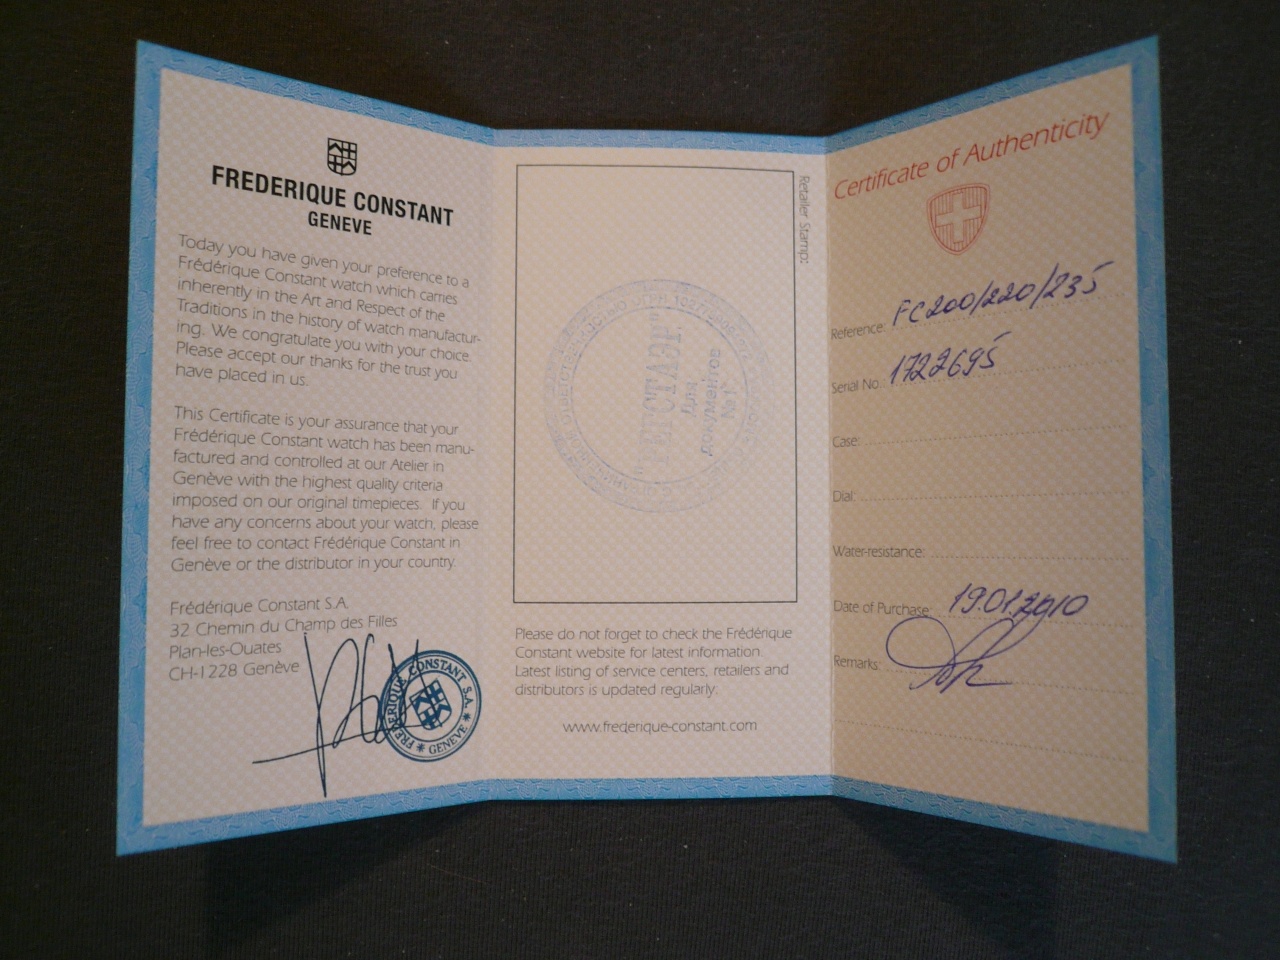 FREDERIQUE CONSTANT
GENEVE
Today you have given your preference to a
Frédérique Constant watch which carries
inherently in the Art and Respect of the
Traditions in the history of watch manufactur-
ing. We congratulate you with your choice.
Please accept our thanks for the trust you
have placed in us.
This Certificate is your assurance that your
Frédérique Constant watch has been manu-
factured and controlled at our Atelier in
Genève with the highest quality criteria
imposed on our original timepieces. If you
have any concerns about your watch, please
feel free to contact Frédérique Constant in
Genève or the distributor in your country.
Frédérique Constant S.A.
32 Chemin du Champ des Filles
Plan-les-Ouates
CH-1228 Genève
FREDERIQUE CONSTANT S.A.
GENEVE
Retailer Stamp:
Для
документов
№1
Please do not forget to check the Frédérique
Constant website for latest information.
Latest listing of service centers, retailers and
distributors is updated regularly:
www.frederique-constant.com
Certificate of Authenticity
Reference: FC200/220/235
Serial No.: 1722695
Case:
Dial:
Water-resistance:
Date of Purchase: 19.01.2010
Remarks: